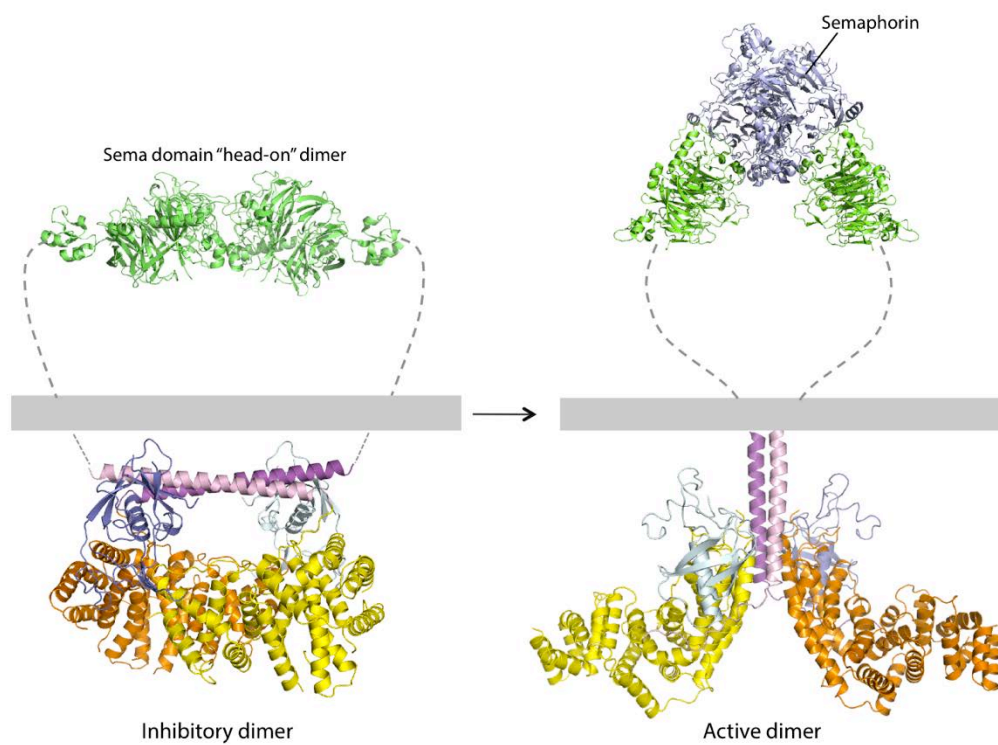 Semaphorin
Sema domain "head-on" dimer
Inhibitory dimer
Active dimer